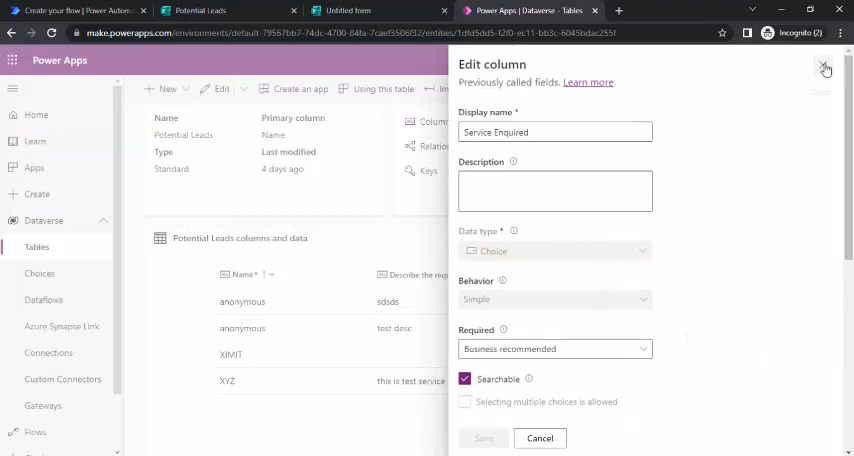 Create your flow | Power Automa
Potential Leads
Untitled form
Power Apps | Dataverse - Tables
make.powerapps.com/environments/default-79567bb7-74dc-4700-84fa-7caef3506f32/entities/1dfd5dd5-f2f0-ec11-bb3c-6045bdac255f
Incognito (2)
Power Apps
Home
Learn
Apps
Create
Dataverse
Tables
Choices
Dataflows
Azure Synapse Link
Connections
Custom Connectors
Gateways
Flows
New
Edit
Create an app
Using this table
Im
Name
Primary column
Potential Leads
Name
Type
Last modified
Standard
4 days ago
Column
Relation
Keys
Potential Leads columns and data
Name *
Describe the requ
anonymous
sdsds
anonymous
test desc
XIMIT
XYZ
this is test service
Edit column
Previously called fields. Learn more
Close
Display name *
Service Enquired
Description
Data type *
Choice
Behavior
Simple
Required
Business recommended
Searchable
Selecting multiple choices is allowed
Save
Cancel